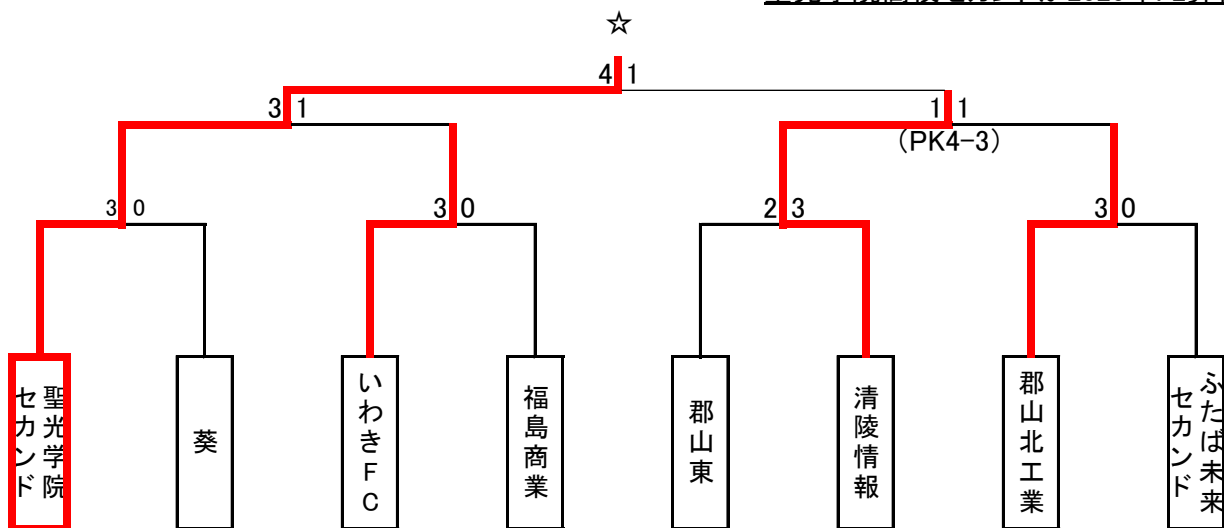 ☆
4 1
3 1
1 1
(PK4-3)
3 0
3 0
2 3
3 0
聖光学院
セカンド
葵
いわきFC
福島商業
郡山東
清陵情報
郡山北工業
ふたば未来
セカンド